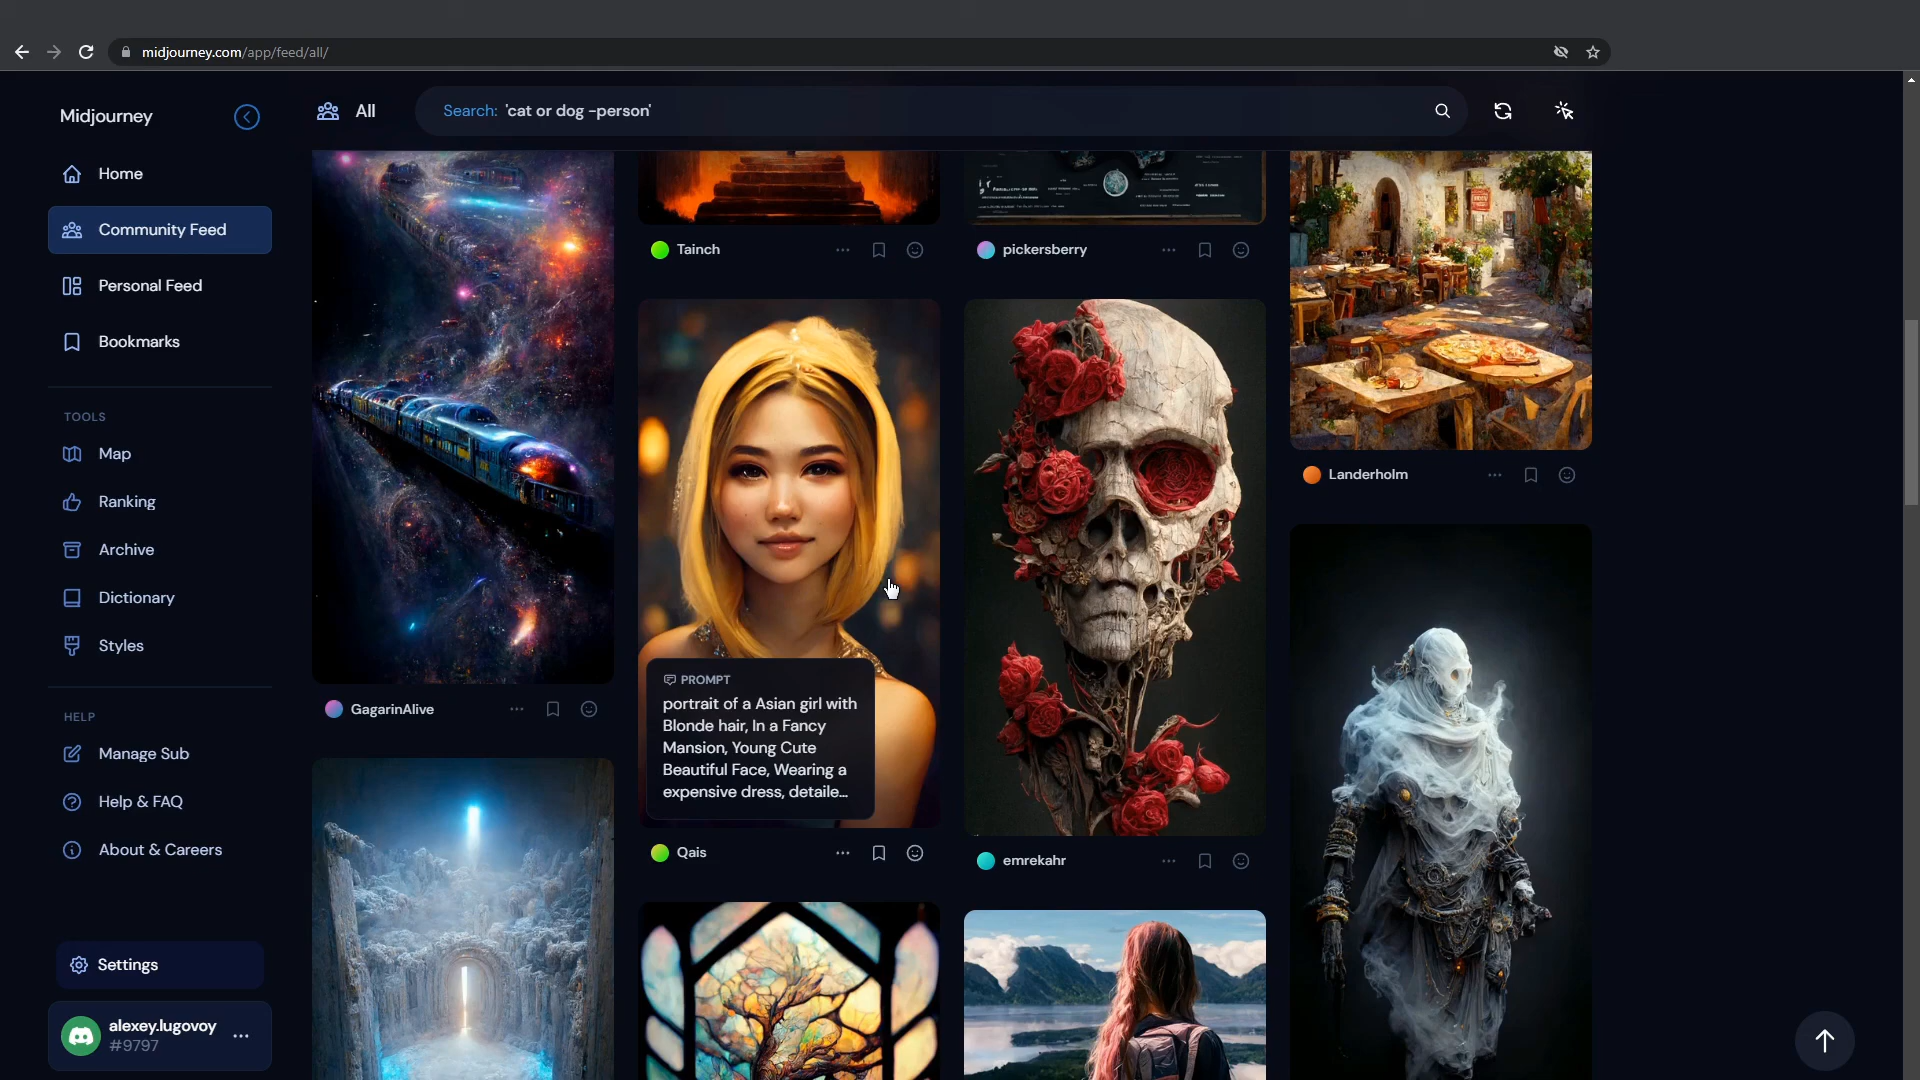 midjourney.com/app/feed/all/
Midjourney
All
Search: 'cat or dog -person'
Home
Community Feed
Personal Feed
Bookmarks
TOOLS
Map
Ranking
Archive
Dictionary
Styles
HELP
Manage Sub
Help & FAQ
About & Careers
Settings
alexey.lugovoy
#9797
Tainch
pickersberry
Landerholm
GagarinAlive
PROMPT
portrait of a Asian girl with
Blonde hair, In a Fancy
Mansion, Young Cute
Beautiful Face, Wearing a
expensive dress, detaile...
Qais
emrekahr